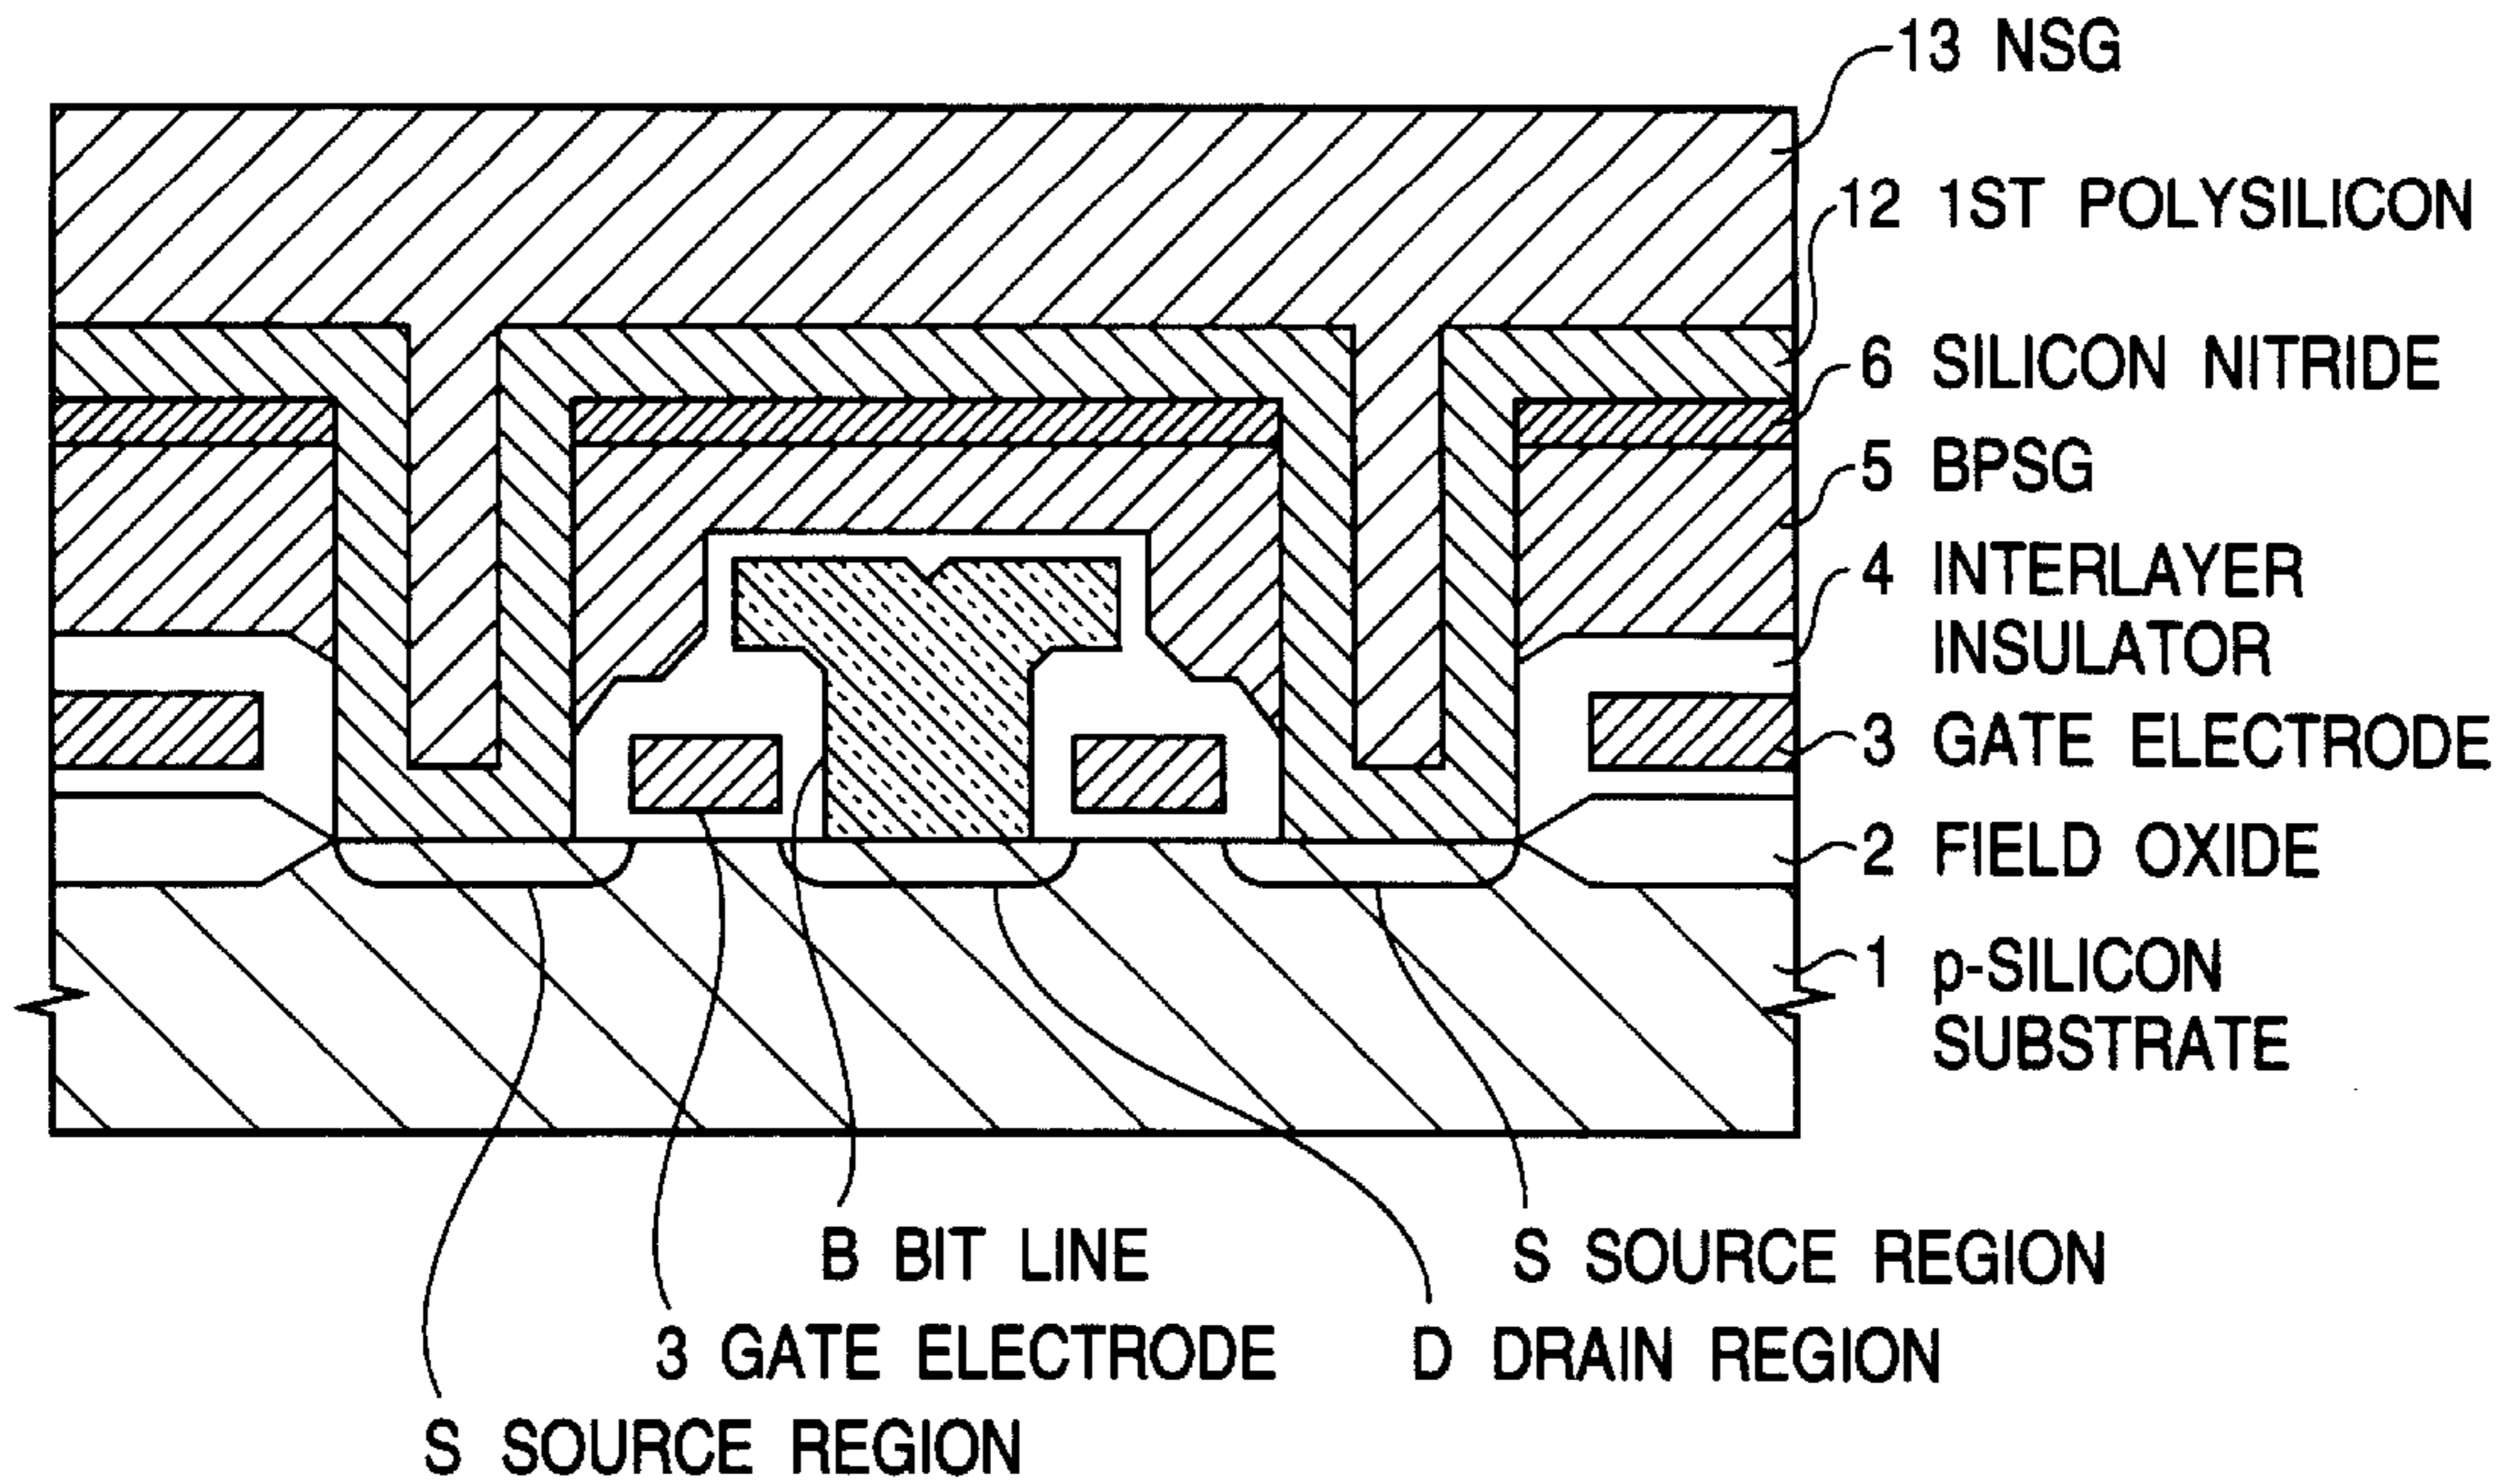 13 NSG
12 1ST POLYSILICON
6 SILICON NITRIDE
5 BPSG
4 INTERLAYER
INSULATOR
3 GATE ELECTRODE
2 FIELD OXIDE
1 p-SILICON
SUBSTRATE
B BIT LINE
S SOURCE REGION
3 GATE ELECTRODE
D DRAIN REGION
S SOURCE REGION